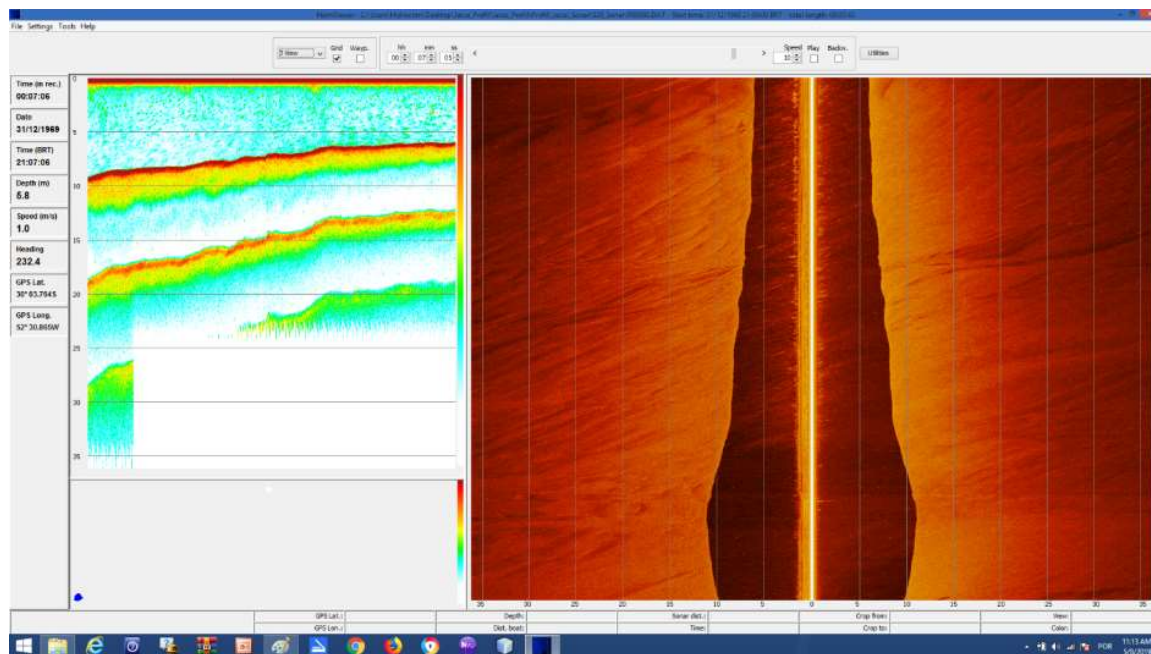 File Settings Tools Help
Grid
hh
min
ss
Speed
Play
Backw.
Utilities
00
07
05
10
Time (in rec.)
00:07:06
Date
31/12/1969
Time (BRT)
21:07:06
Depth (m)
5.8
Speed (m/s)
1.0
Heading
232.4
GPS Lat.
GPS Long.
0
5
10
15
20
25
30
35
35 30 25 20 15 10 5 0 5 10 15 20 25 30 35
GPS Lat.: Depth: Sonar dist.: Crop from: View:
GPS Lon.: Dist. boat: Time: Crop to: Color:
POR
11:13 AM